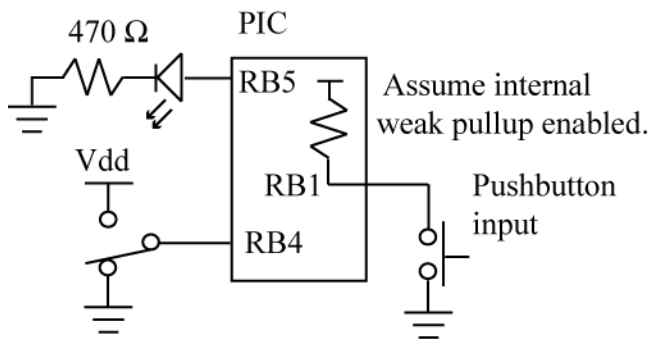 470 Ω
PIC
RB5
Assume internal
weak pullup enabled.
Vdd
RB1
Pushbutton
input
RB4